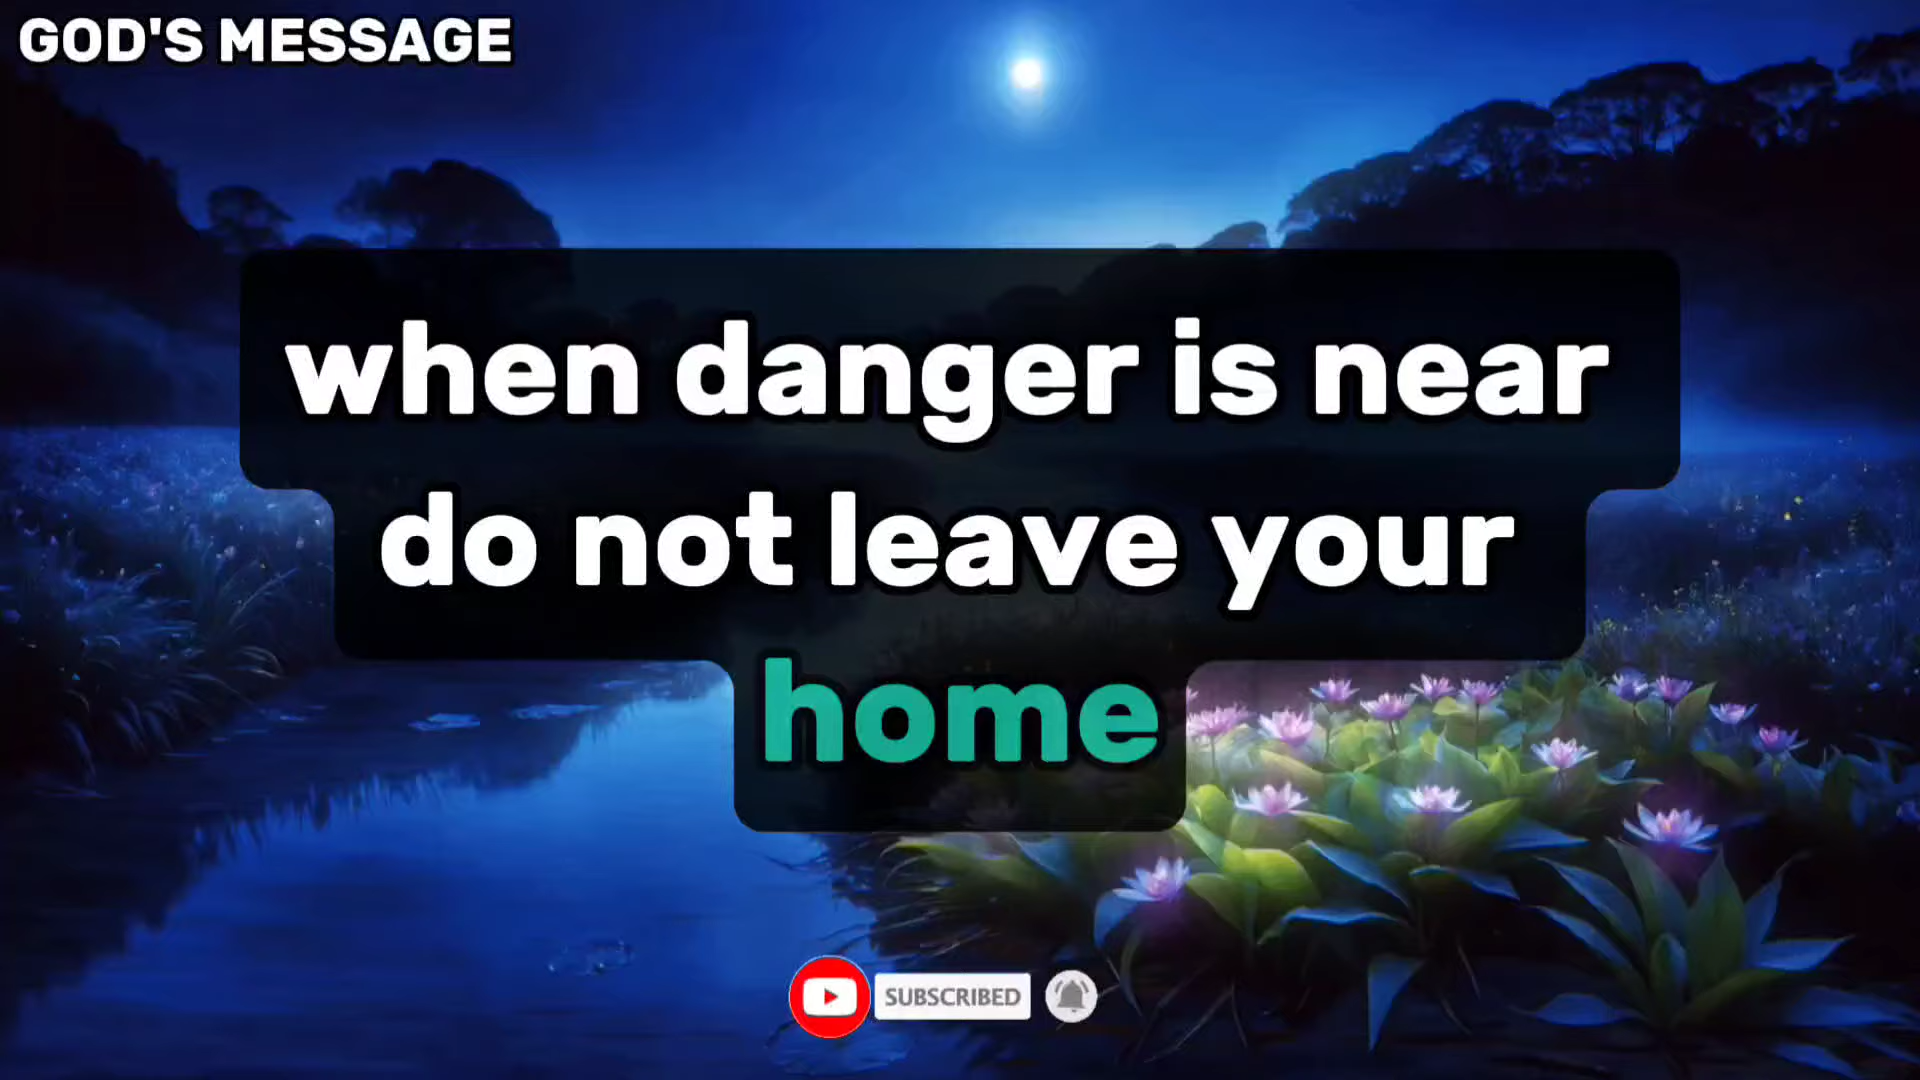 GOD'S MESSAGE
when danger is near
do not leave your
home
SUBSCRIBED